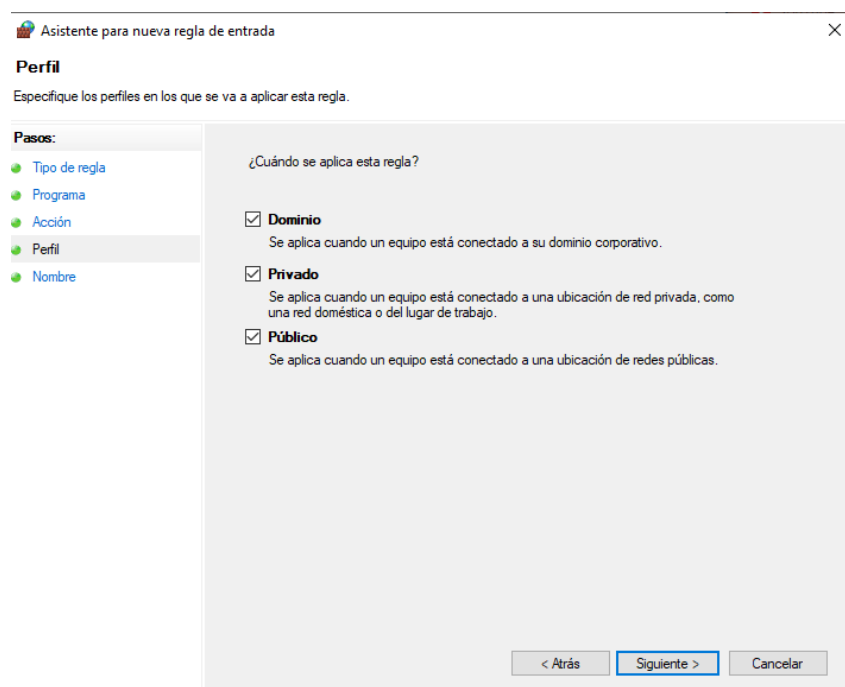 Asistente para nueva regla de entrada
Perfil
Especifique los perfiles en los que se va a aplicar esta regla.
Pasos:
Tipo de regla
Programa
Acción
Perfil
Nombre
¿Cuándo se aplica esta regla?
Dominio
Se aplica cuando un equipo está conectado a su dominio corporativo.
Privado
Se aplica cuando un equipo está conectado a una ubicación de red privada, como
una red doméstica o del lugar de trabajo.
Público
Se aplica cuando un equipo está conectado a una ubicación de redes públicas.
< Atrás
Siguiente >
Cancelar